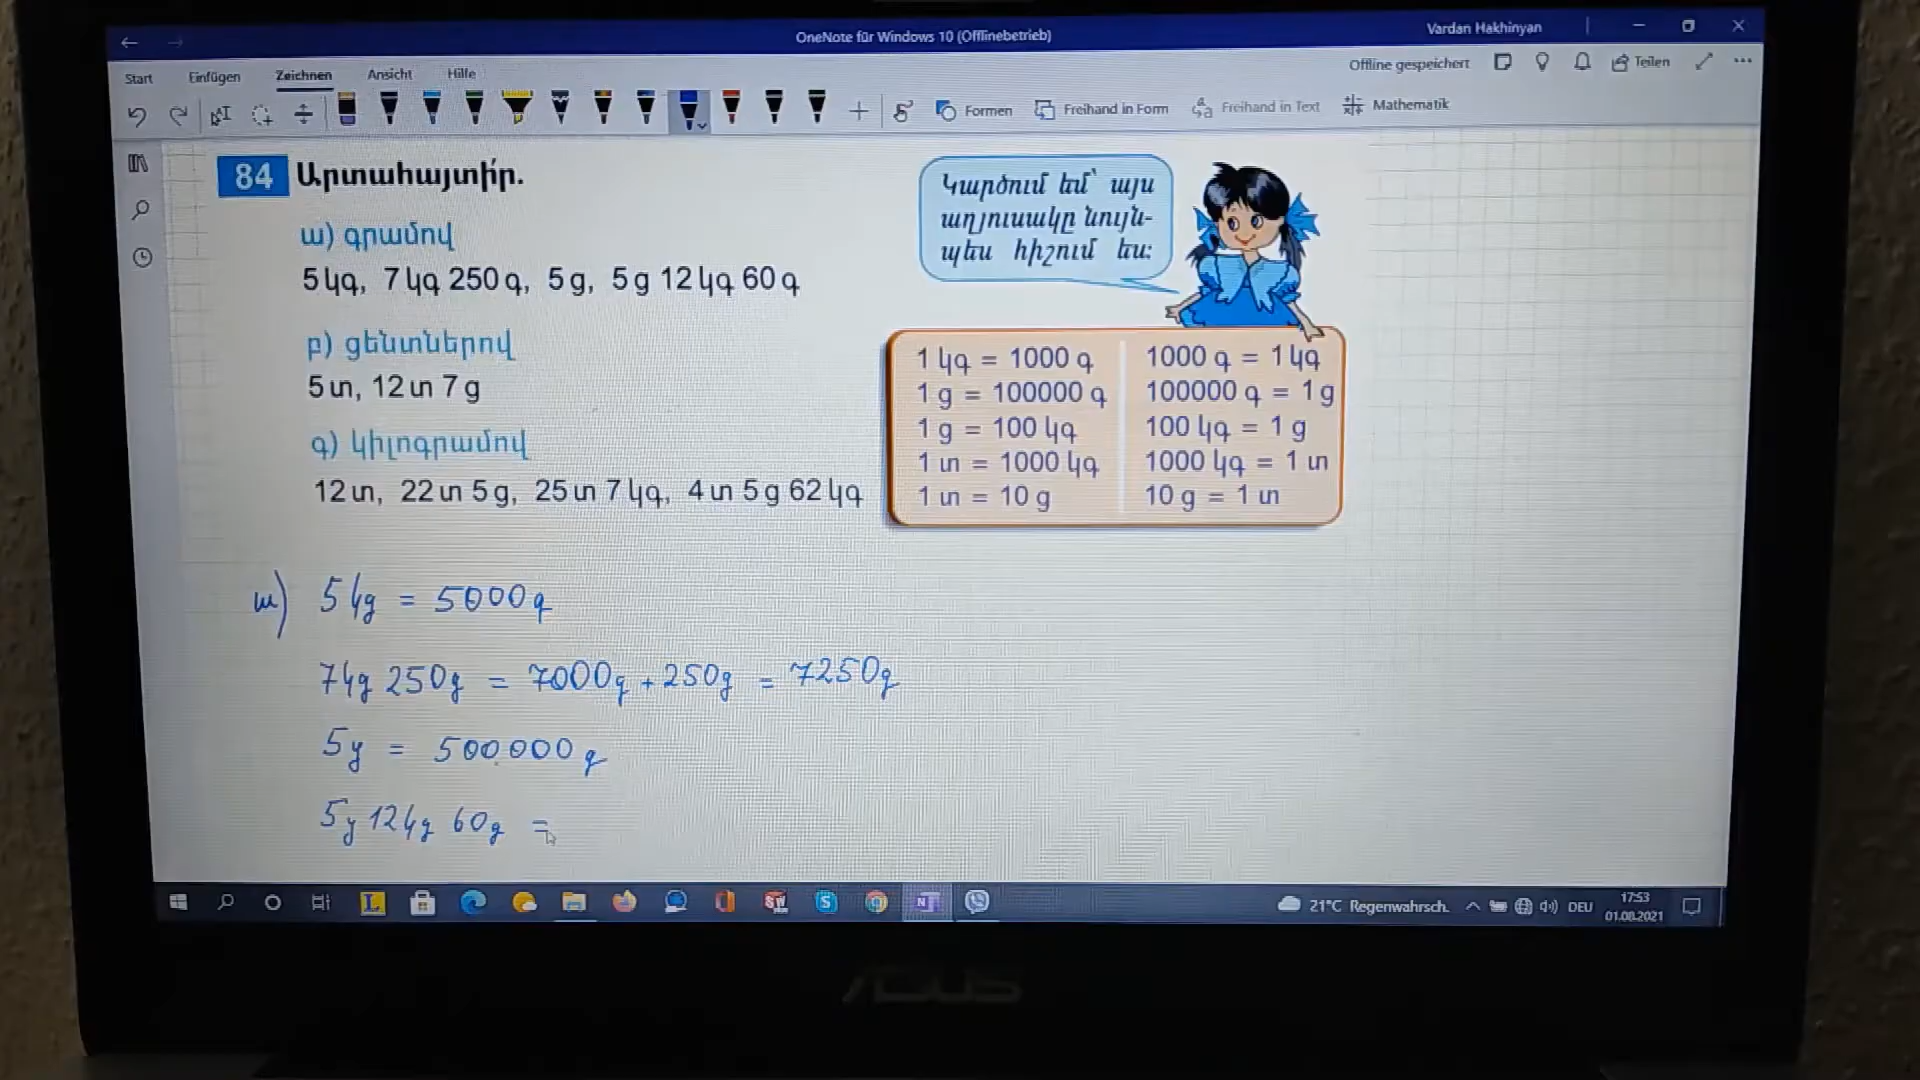 OneNote für Windows 10 (Offlinebetrieb)
Vardan Hakhinyan
Start Einfügen Zeichnen Ansicht Hilfe
Offline gespeichert Teilen
Formen Freihand in Form Freihand in Text Mathematik
84 Արտահայտի՛ր.
ա) գրամով
5 կգ, 7 կգ 250 գ, 5 ց, 5 ց 12 կգ 60 գ
բ) ցենտներով
5 տ, 12 տ 7 ց
գ) կիլոգրամով
12 տ, 22 տ 5 ց, 25 տ 7 կգ, 4 տ 5 ց 62 կգ
Կարծում եմ՝ այս
աղյուսակը նույն-
պես հիշում ես:
1 կգ = 1000 գ 1000 գ = 1 կգ
1 ց = 100000 գ 100000 գ = 1 ց
1 ց = 100 կգ 100 կգ = 1 ց
1 տ = 1000 կգ 1000 կգ = 1 տ
1 տ = 10 ց 10 ց = 1 տ
ա) 5 կգ = 5000 գ
7 կգ 250 գ = 7000 գ + 250 գ = 7250 գ
5 ց = 500000 գ
5 ց 12 կգ 60 գ =
21°C Regenwahrsch. DEU 17:53
01.08.2021
ASUS